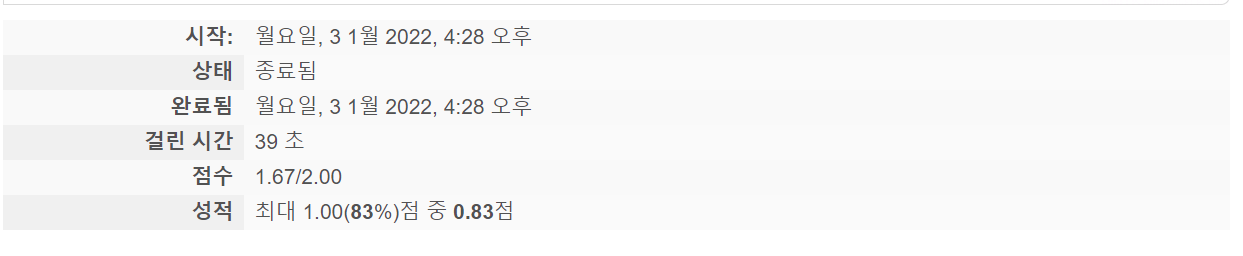 시작: 월요일, 3 1월 2022, 4:28 오후
상태 종료됨
완료됨 월요일, 3 1월 2022, 4:28 오후
걸린 시간 39 초
점수 1.67/2.00
성적 최대 1.00(83%)점 중 0.83점